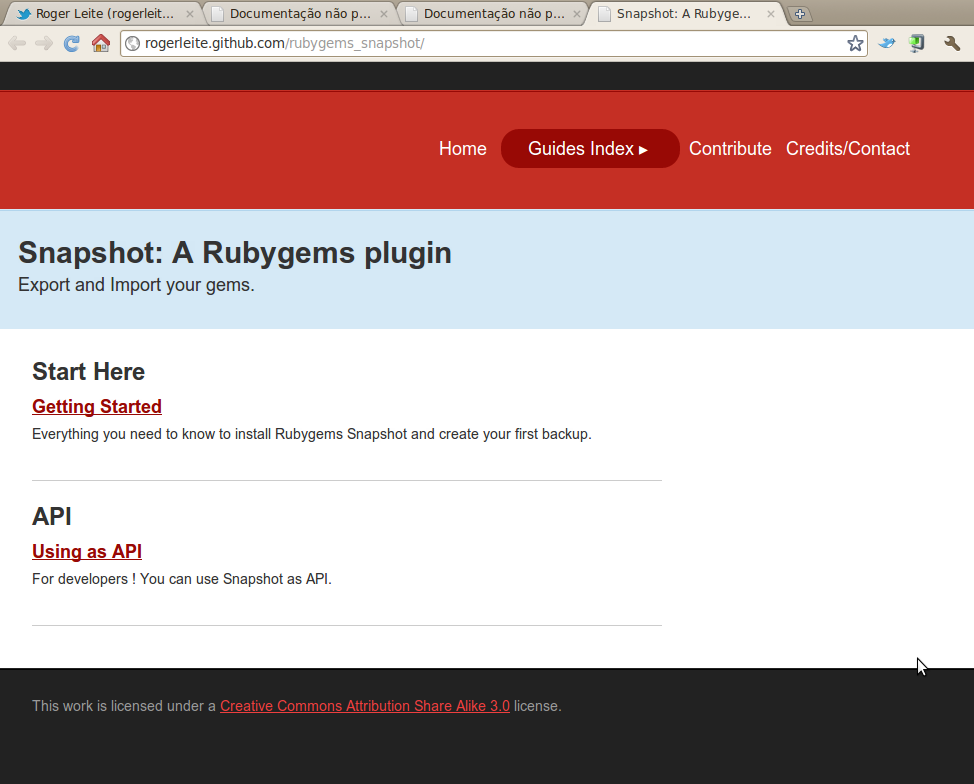 Roger Leite (rogerleit...
Documentação não p...
Documentação não p...
Snapshot: A Rubyge...
rogerleite.github.com/rubygems_snapshot/
Home
Guides Index ▸
Contribute
Credits/Contact
Snapshot: A Rubygems plugin
Export and Import your gems.
Start Here
Getting Started
Everything you need to know to install Rubygems Snapshot and create your first backup.
API
Using as API
For developers ! You can use Snapshot as API.
This work is licensed under a Creative Commons Attribution Share Alike 3.0 license.